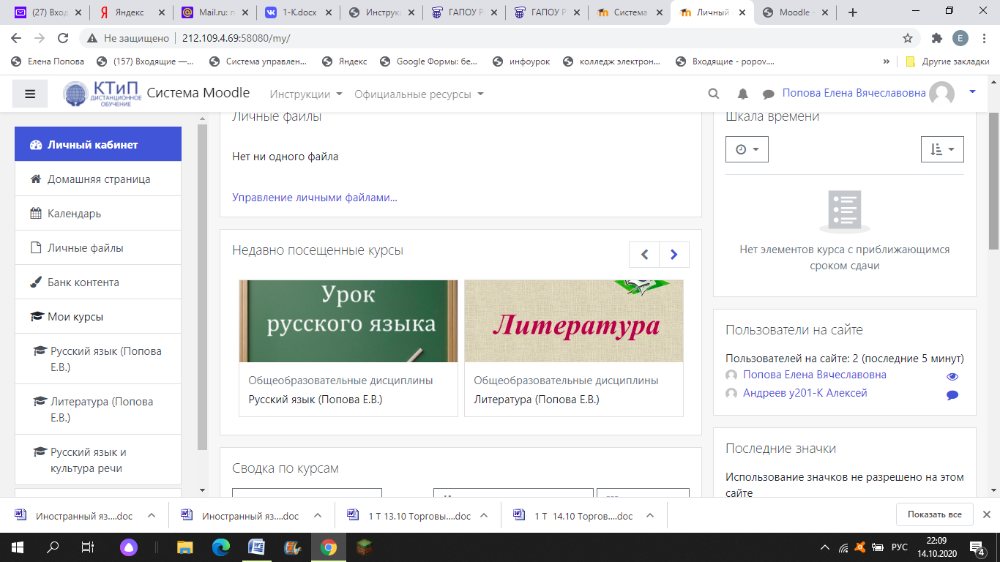 (27) Вход
Яндекс
Mail.ru: п
1-K.docx
Инструкц
ГАПОУ Р
ГАПОУ Р
Система
Личный
Moodle -
Не защищено
212.109.4.69:58080/my/
E
Елена Попова
(157) Входящие —...
Система управлен...
Яндекс
Google Формы: бе...
инфоурок
колледж электрон...
Входящие - popov....
»
Другие закладки
КТиП
ДИСТАНЦИОННОЕ
ОБУЧЕНИЕ
Система Moodle
Инструкции
Официальные ресурсы
Попова Елена Вячеславовна
Личный кабинет
Домашняя страница
Календарь
Личные файлы
Банк контента
Мои курсы
Русский язык (Попова
Е.В.)
Литература (Попова
Е.В.)
Русский язык и
культура речи
Личные файлы
Нет ни одного файла
Управление личными файлами...
Недавно посещенные курсы
Урок
русского языка
Общеобразовательные дисциплины
Русский язык (Попова Е.В.)
Литература
Общеобразовательные дисциплины
Литература (Попова Е.В.)
Сводка по курсам
Шкала времени
Нет элементов курса с приближающимся
сроком сдачи
Пользователи на сайте
Пользователей на сайте: 2 (последние 5 минут)
Попова Елена Вячеславовна
Андреев у201-К Алексей
Последние значки
Использование значков не разрешено на этом
сайте
Иностранный яз....doc
Иностранный яз....doc
1 Т 13.10 Торговы....doc
1 Т 14.10 Торгов....doc
Показать все
РУС
22:09
14.10.2020
4